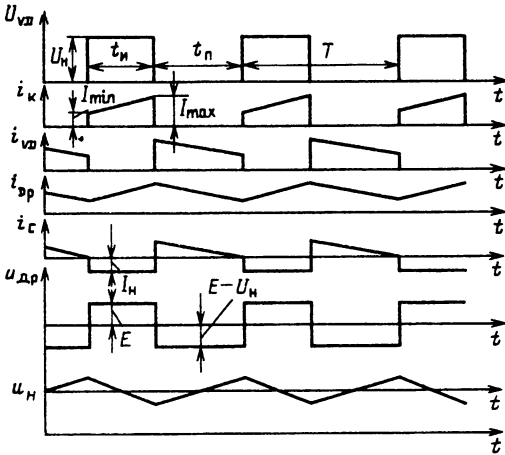 U_VD
U_н t_и t_п T
t
i_к I_min I_max
t
i_VD
t
i_Др
t
i_C
I_н
t
u_Др
E E−U_н
t
u_н
t
t